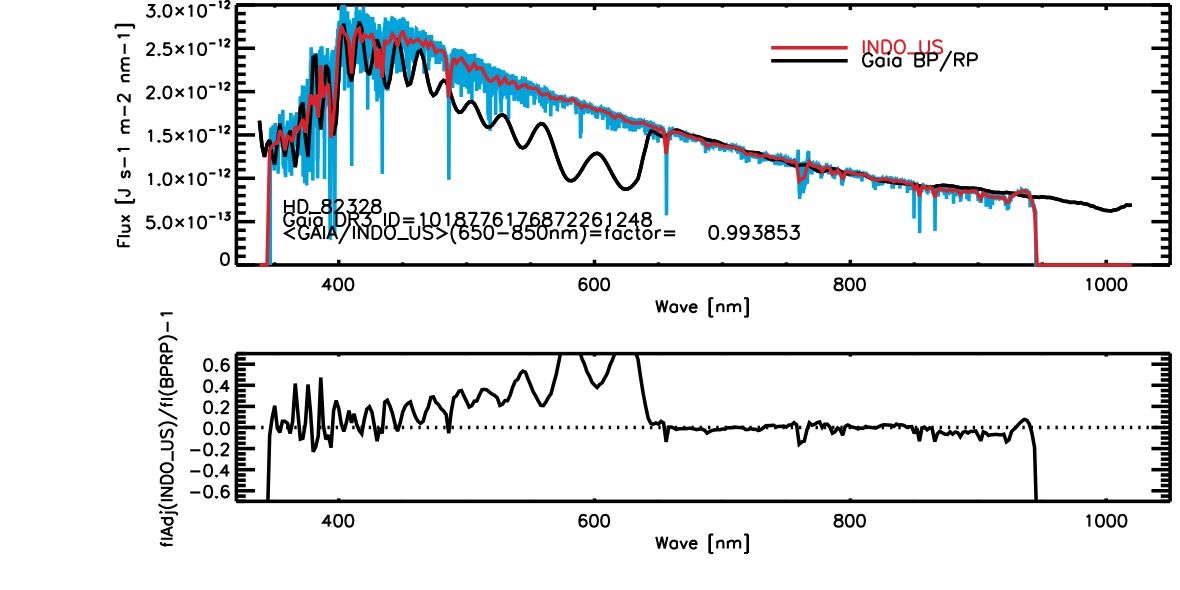 3.0×10−12
2.5×10−12
2.0×10−12
1.5×10−12
1.0×10−12
5.0×10−13
0
Flux [J s−1 m−2 nm−1]
INDO_US
Gaia BP/RP
HD_82328
Gaia DR3 ID=1018776176872261248
<GAIA/INDO_US>(650−850nm)=factor= 0.993853
400 600 800 1000
Wave [nm]
flAdj(INDO_US)/fl(BPRP)−1
0.6
0.4
0.2
0.0
−0.2
−0.4
−0.6
400 600 800 1000
Wave [nm]